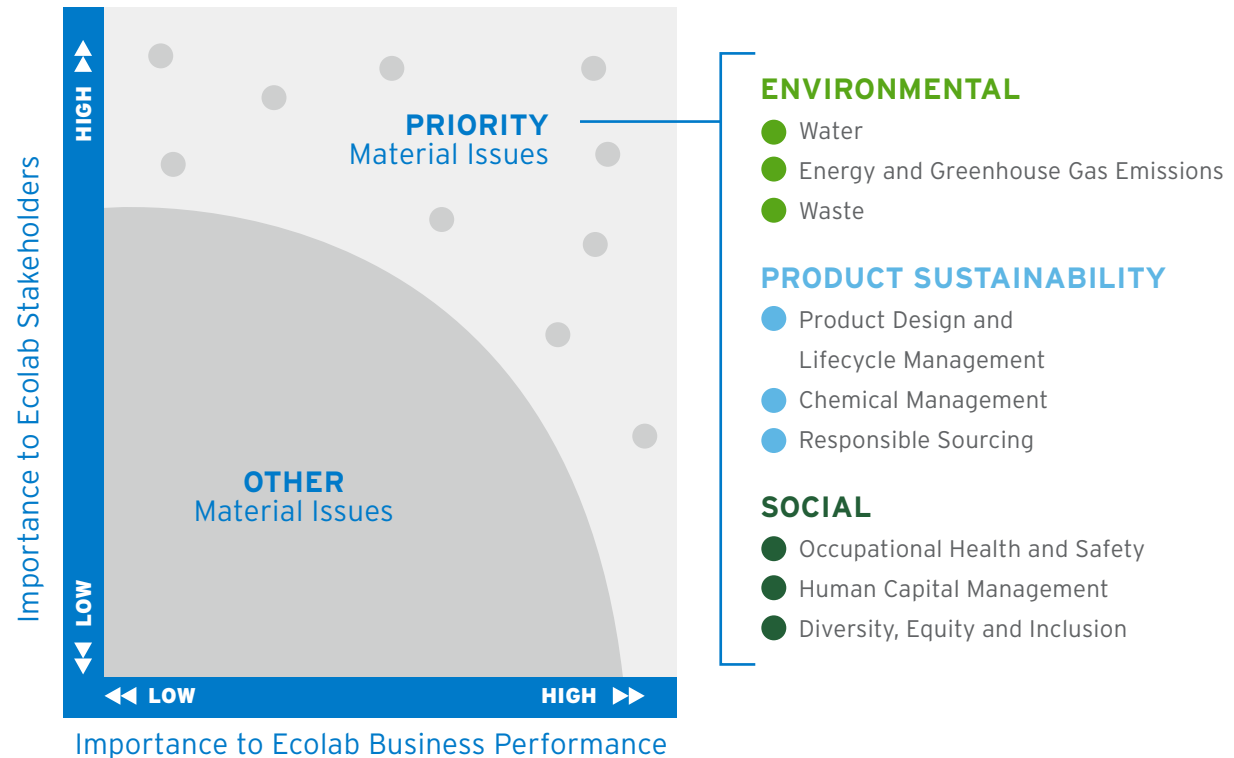 Importance to Ecolab Stakeholders
HIGH
LOW
PRIORITY
Material Issues
OTHER
Material Issues
LOW
HIGH
Importance to Ecolab Business Performance
ENVIRONMENTAL
Water
Energy and Greenhouse Gas Emissions
Waste
PRODUCT SUSTAINABILITY
Product Design and
Lifecycle Management
Chemical Management
Responsible Sourcing
SOCIAL
Occupational Health and Safety
Human Capital Management
Diversity, Equity and Inclusion